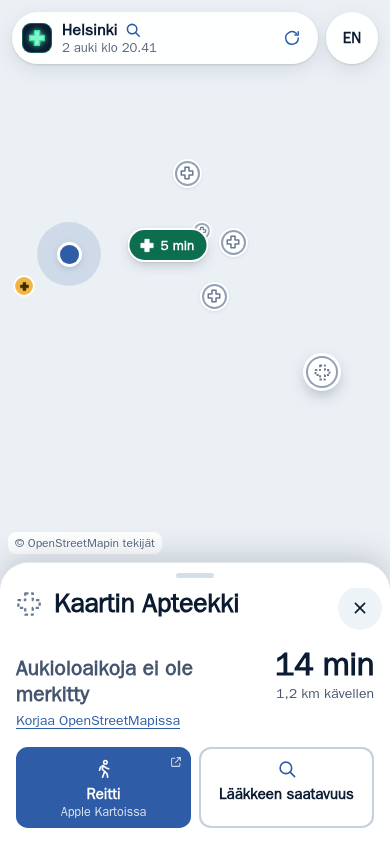 Helsinki
2 auki klo 20.41
EN
5 min
© OpenStreetMapin tekijät
Kaartin Apteekki
Aukioloaikoja ei ole
merkitty
Korjaa OpenStreetMapissa
14 min
1,2 km kävellen
Reitti
Apple Kartoissa
Lääkkeen saatavuus